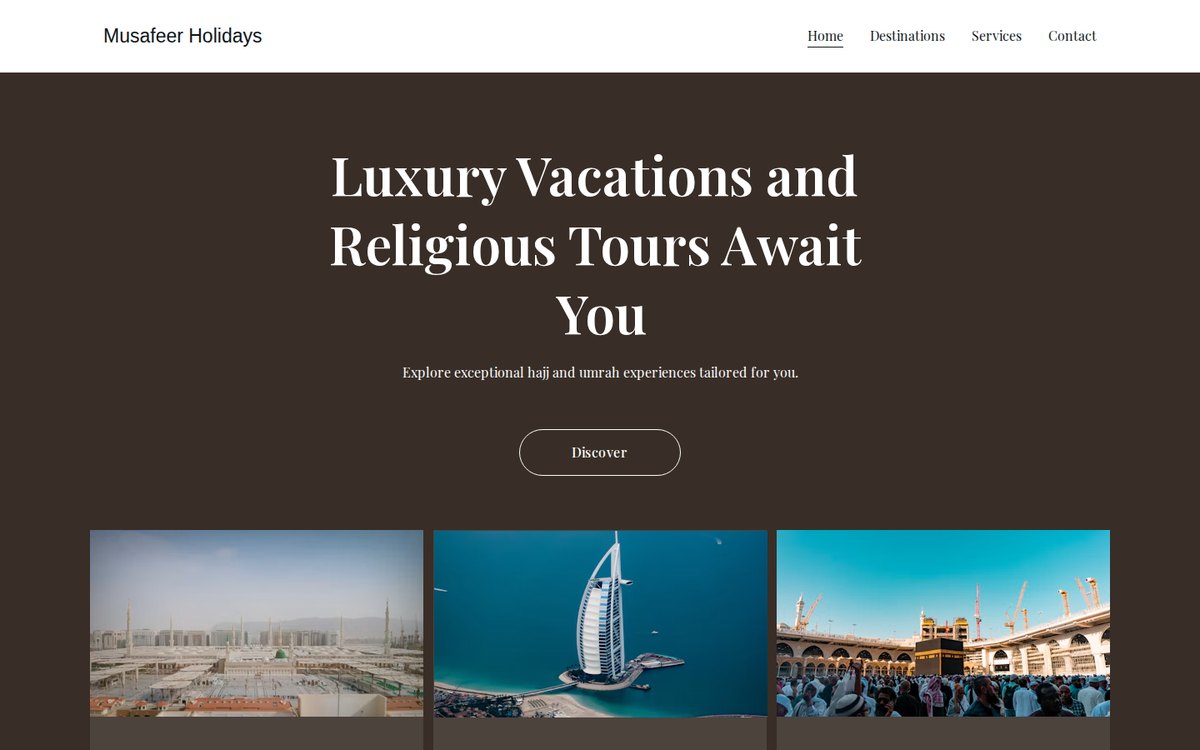 Musafeer Holidays
Home Destinations Services Contact
Luxury Vacations and
Religious Tours Await
You
Explore exceptional hajj and umrah experiences tailored for you.
Discover